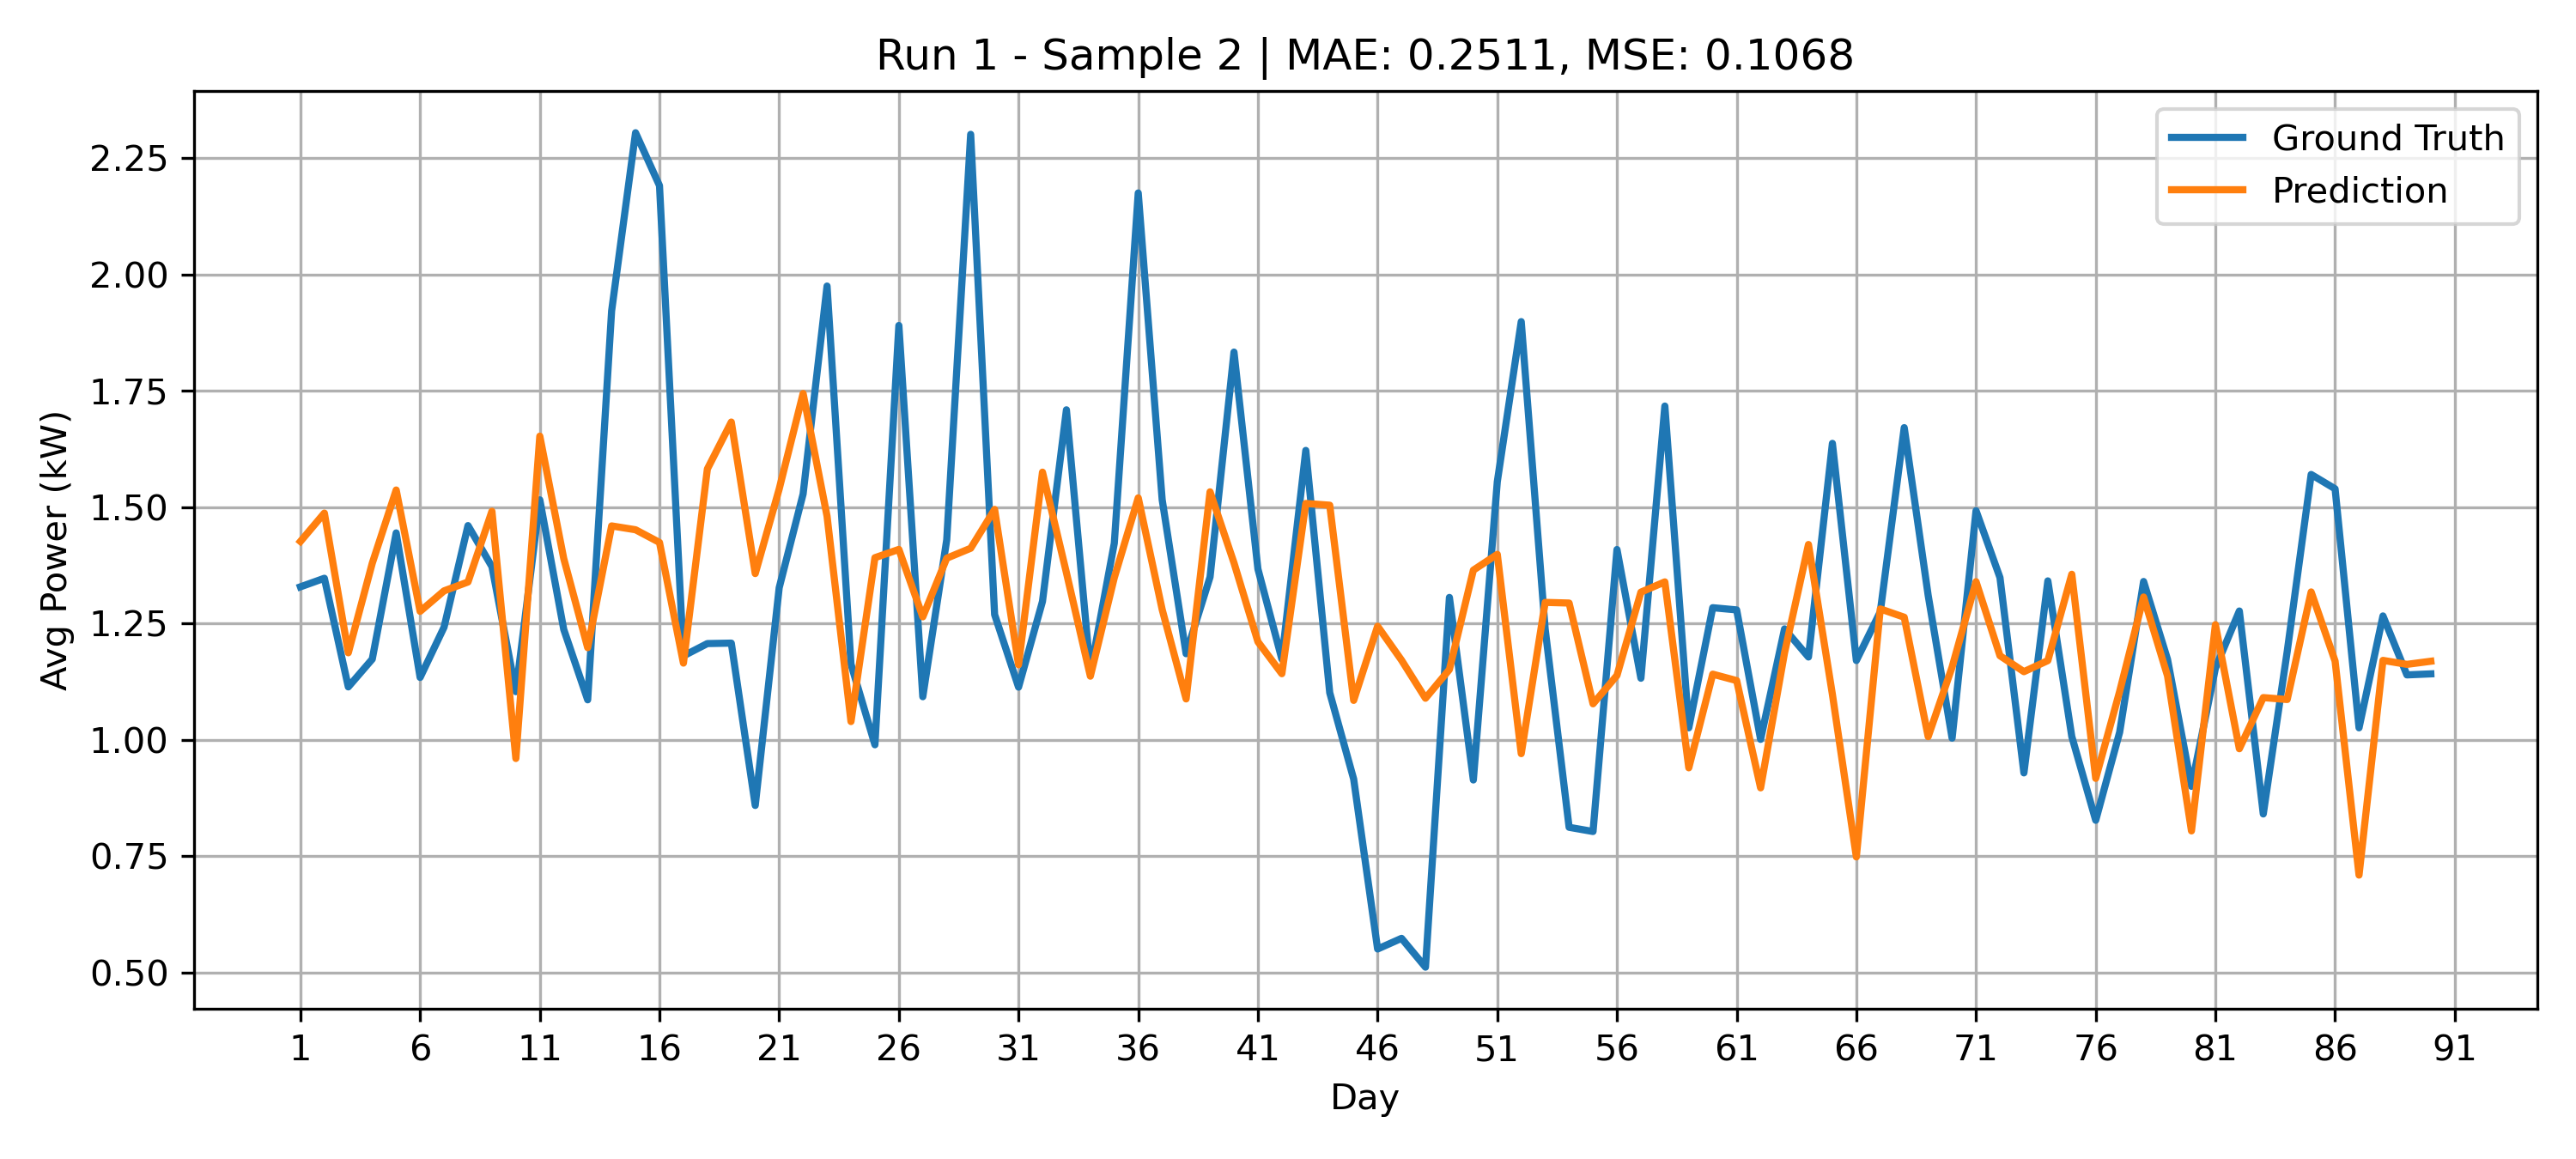 Run 1 - Sample 2 | MAE: 0.2511, MSE: 0.1068
Ground Truth
Prediction
Avg Power (kW)
2.25
2.00
1.75
1.50
1.25
1.00
0.75
0.50
1 6 11 16 21 26 31 36 41 46 51 56 61 66 71 76 81 86 91
Day